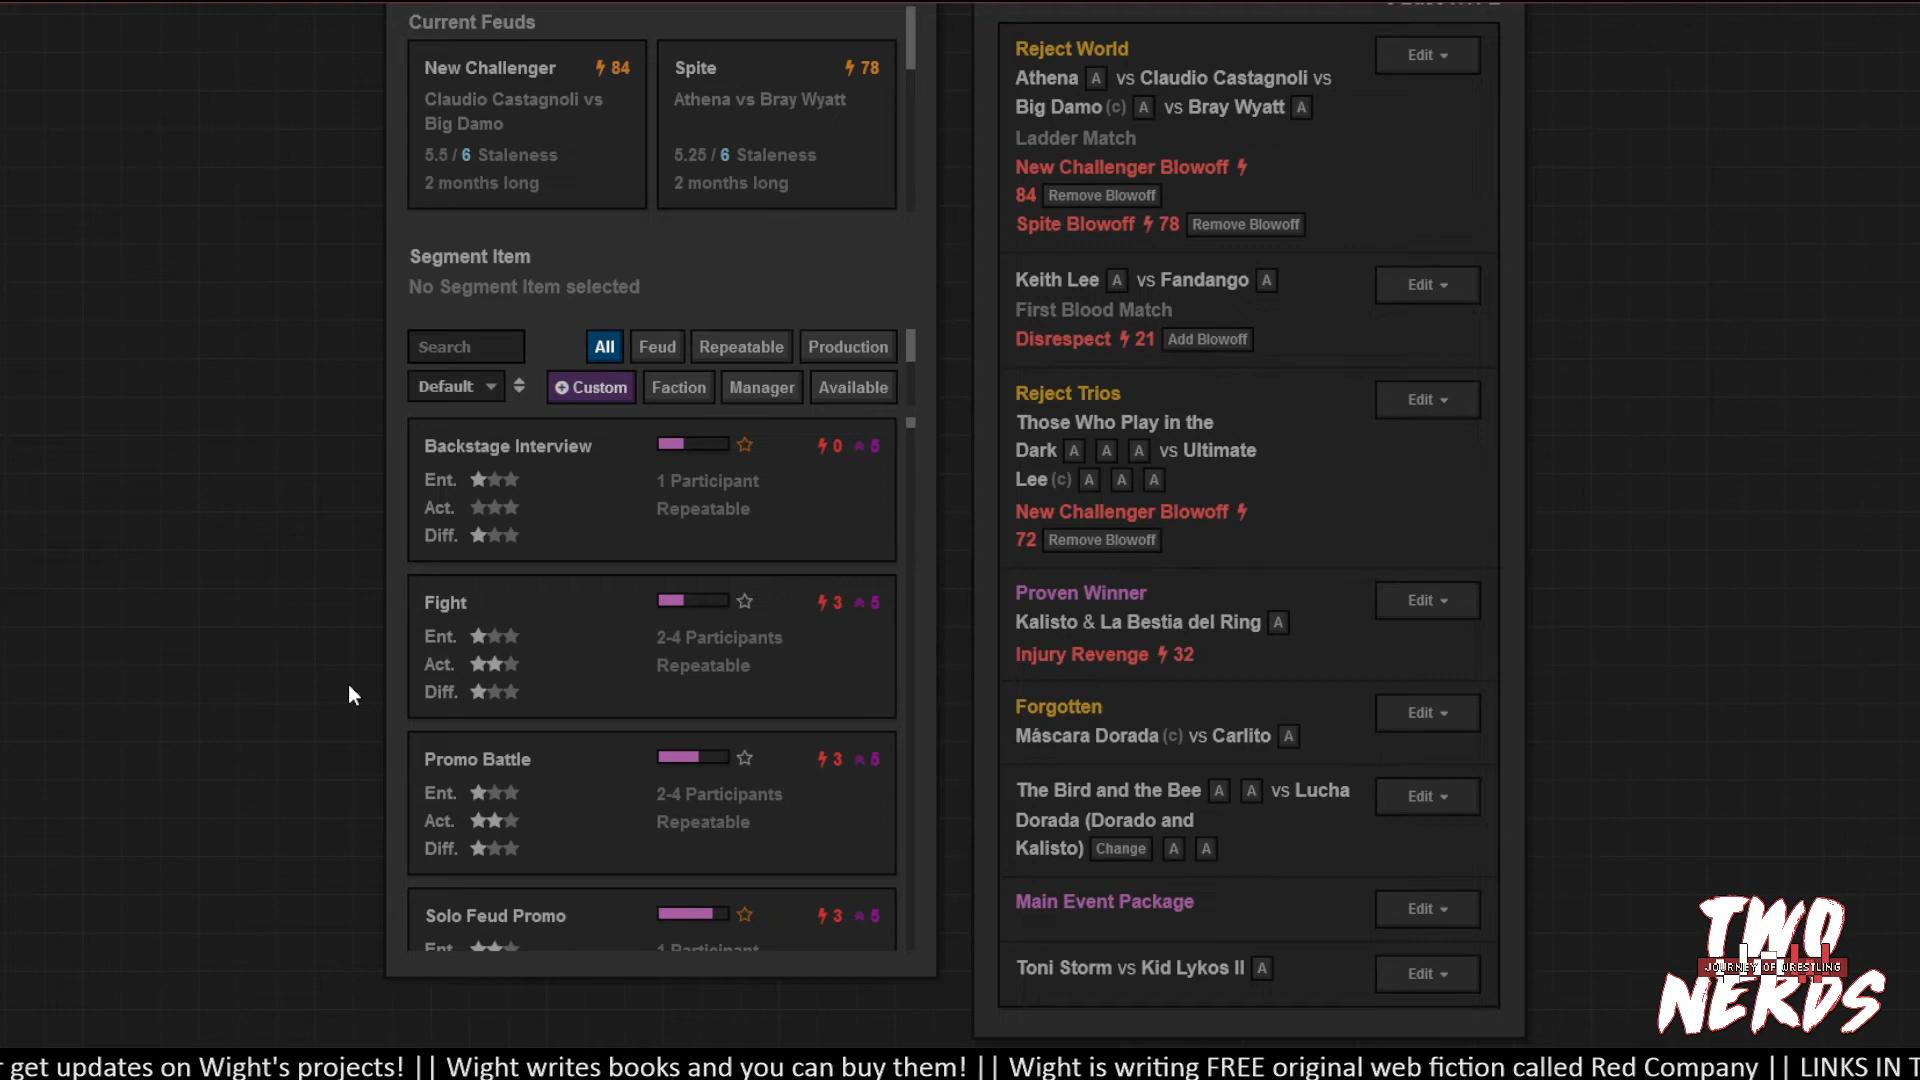 Current Feuds
New Challenger 84
Claudio Castagnoli vs
Big Damo
5.5 / 6 Staleness
2 months long
Spite 78
Athena vs Bray Wyatt
5.25 / 6 Staleness
2 months long
Segment Item
No Segment Item selected
Search
All Feud Repeatable Production
Default
Custom Faction Manager Available
Backstage Interview 0 5
Ent. 1 Participant
Act. Repeatable
Diff.
Fight 3 5
Ent. 2-4 Participants
Act. Repeatable
Diff.
Promo Battle 3 5
Ent. 2-4 Participants
Act. Repeatable
Diff.
Solo Feud Promo 3 5
Ent. 1 Participant
Reject World Edit
Athena A vs Claudio Castagnoli vs
Big Damo (c) A vs Bray Wyatt A
Ladder Match
New Challenger Blowoff
84 Remove Blowoff
Spite Blowoff 78 Remove Blowoff
Keith Lee A vs Fandango A Edit
First Blood Match
Disrespect 21 Add Blowoff
Reject Trios Edit
Those Who Play in the
Dark A A A vs Ultimate
Lee (c) A A A
New Challenger Blowoff
72 Remove Blowoff
Proven Winner Edit
Kalisto & La Bestia del Ring A
Injury Revenge 32
Forgotten Edit
Máscara Dorada (c) vs Carlito A
The Bird and the Bee A A vs Lucha Edit
Dorada (Dorado and
Kalisto) Change A A
Main Event Package Edit
Toni Storm vs Kid Lykos II A Edit
TWO
JOURNEY OF WRESTLING
NERDS
r get updates on Wight's projects! || Wight writes books and you can buy them! || Wight is writing FREE original web fiction called Red Company || LINKS IN T